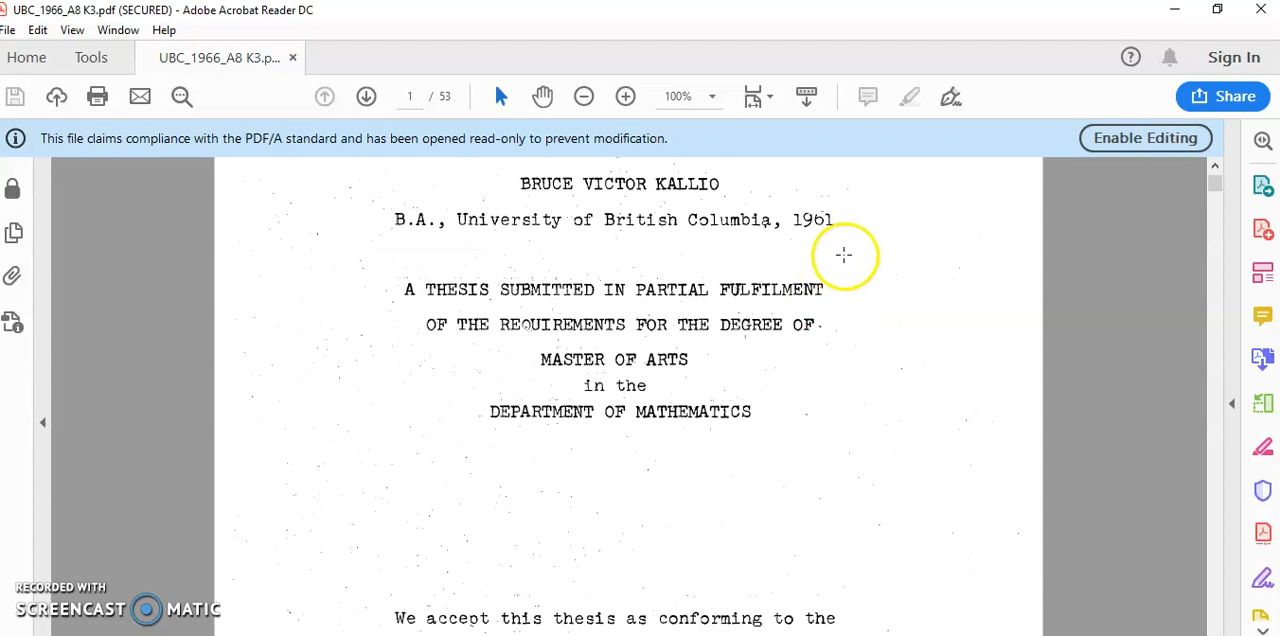 UBC_1966_A8 K3.pdf (SECURED) - Adobe Acrobat Reader DC
File Edit View Window Help
Home Tools UBC_1966_A8 K3.p... × Sign In
1 / 53 100% Share
This file claims compliance with the PDF/A standard and has been opened read-only to prevent modification. Enable Editing
BRUCE VICTOR KALLIO
B.A., University of British Columbia, 1961
A THESIS SUBMITTED IN PARTIAL FULFILMENT
OF THE REQUIREMENTS FOR THE DEGREE OF
MASTER OF ARTS
in the
DEPARTMENT OF MATHEMATICS
We accept this thesis as conforming to the
RECORDED WITH
SCREENCAST MATIC